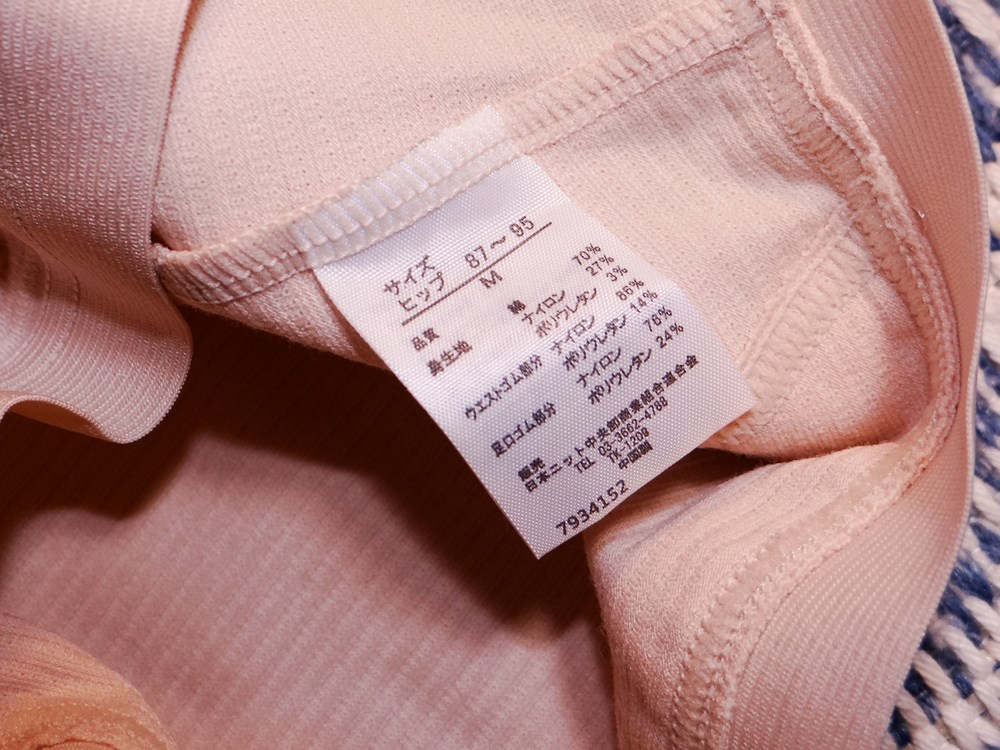 サイズ
ヒップ 87～95
M
品質
身生地 綿 70%
ナイロン 27%
ポリウレタン 3%
ウエストゴム部分 ナイロン 86%
ポリウレタン 14%
足口ゴム部分 ナイロン 76%
ポリウレタン 24%
販売
日本ニット中央卸商業組合連合会
TEL 03-3662-4788
TK-1209
中国製
7934152